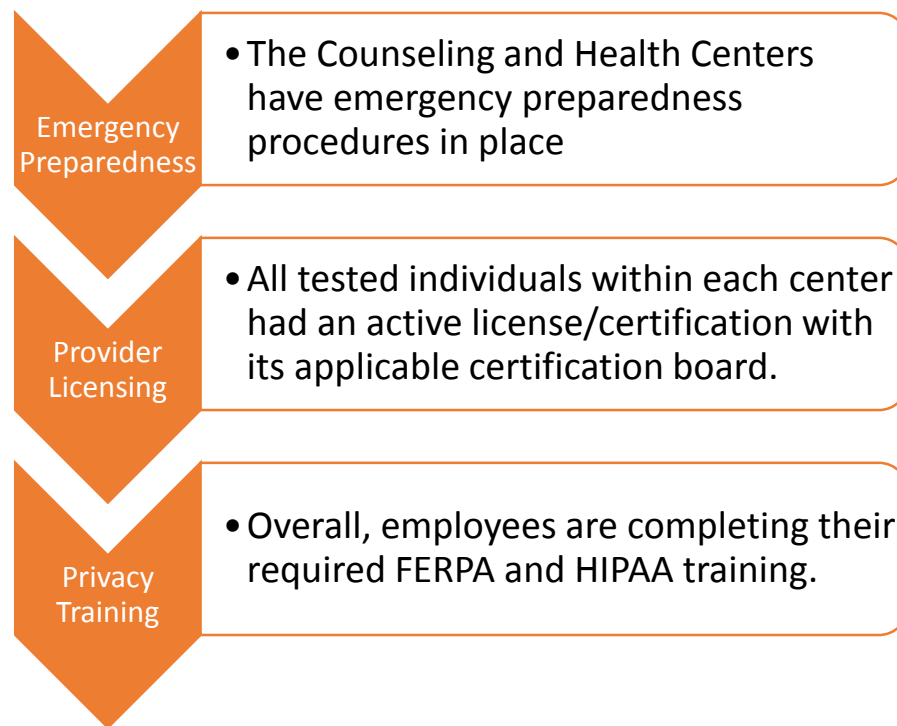 Emergency
Preparedness
• The Counseling and Health Centers
have emergency preparedness
procedures in place
Provider
Licensing
• All tested individuals within each center
had an active license/certification with
its applicable certification board.
Privacy
Training
• Overall, employees are completing their
required FERPA and HIPAA training.